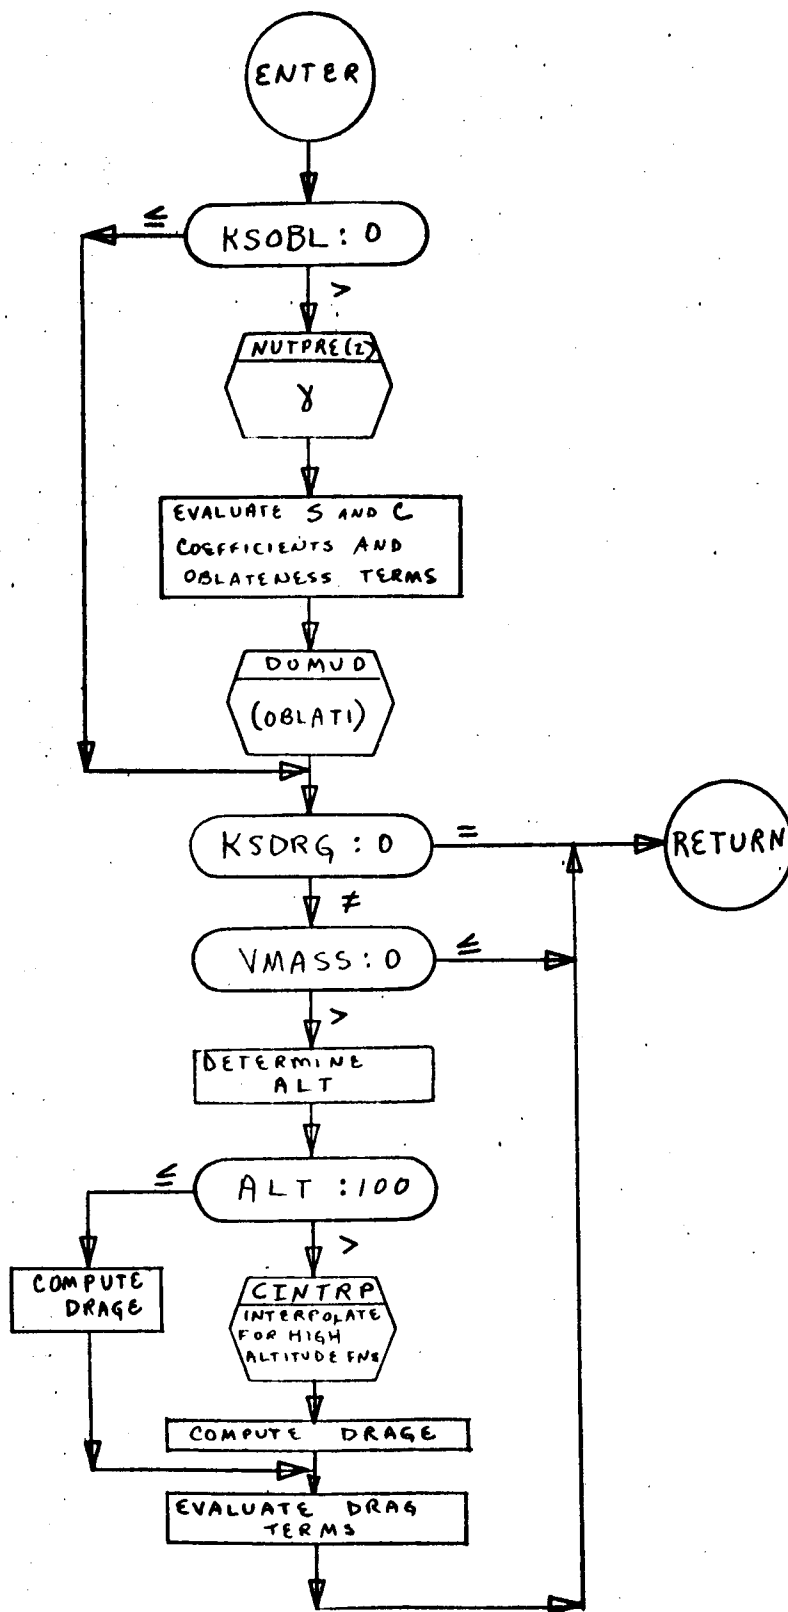 ENTER
≤
KSOBL : 0
>
NUTPRE(2)
γ
EVALUATE S AND C
COEFFICIENTS AND
OBLATENESS TERMS
DOMUD
(OBLAT1)
KSDRG : 0
=
RETURN
≠
VMASS : 0
≤
>
DETERMINE
ALT
≤
ALT : 100
>
COMPUTE
DRAGE
CINTRP
INTERPOLATE
FOR HIGH
ALTITUDE FNS
COMPUTE DRAGE
EVALUATE DRAG
TERMS